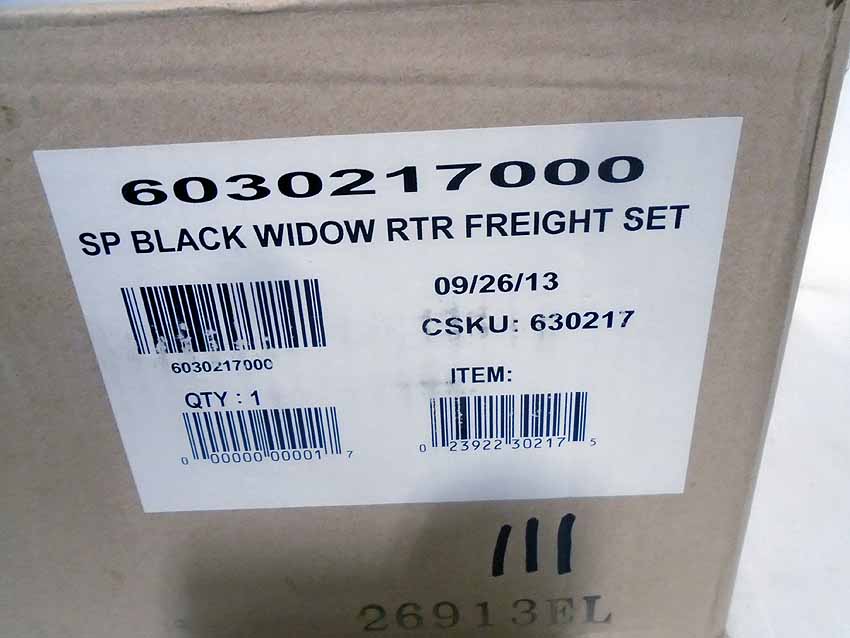 6030217000
SP BLACK WIDOW RTR FREIGHT SET
09/26/13
CSKU: 630217
6030217000
ITEM:
QTY : 1
0 00000 00001 7
0 23922 30217 5
111
26913EL